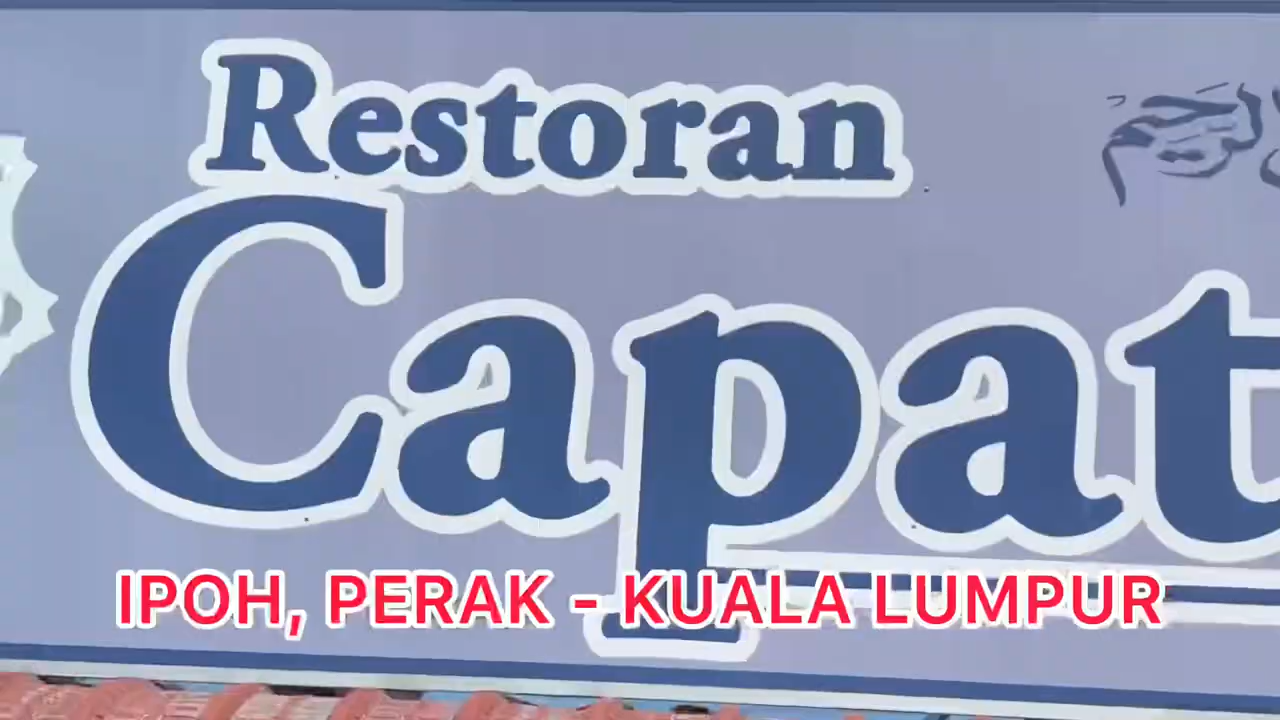 Restoran
Capat
IPOH, PERAK - KUALA LUMPUR